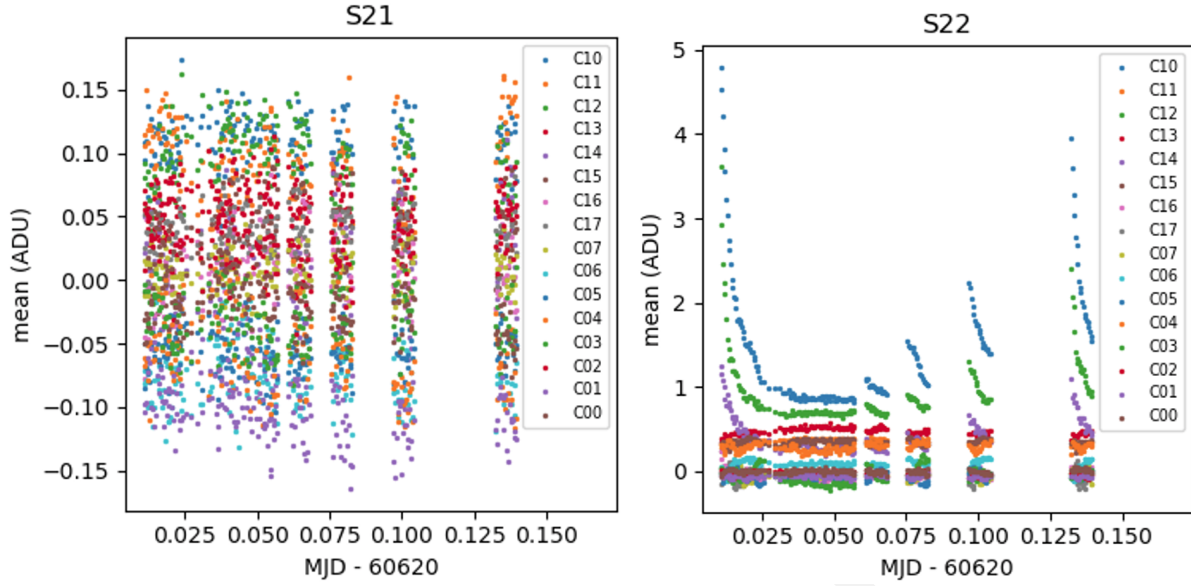 S21
mean (ADU)
0.15
0.10
0.05
0.00
−0.05
−0.10
−0.15
0.025 0.050 0.075 0.100 0.125 0.150
MJD - 60620
C10
C11
C12
C13
C14
C15
C16
C17
C07
C06
C05
C04
C03
C02
C01
C00
S22
mean (ADU)
5
4
3
2
1
0
0.025 0.050 0.075 0.100 0.125 0.150
MJD - 60620
C10
C11
C12
C13
C14
C15
C16
C17
C07
C06
C05
C04
C03
C02
C01
C00